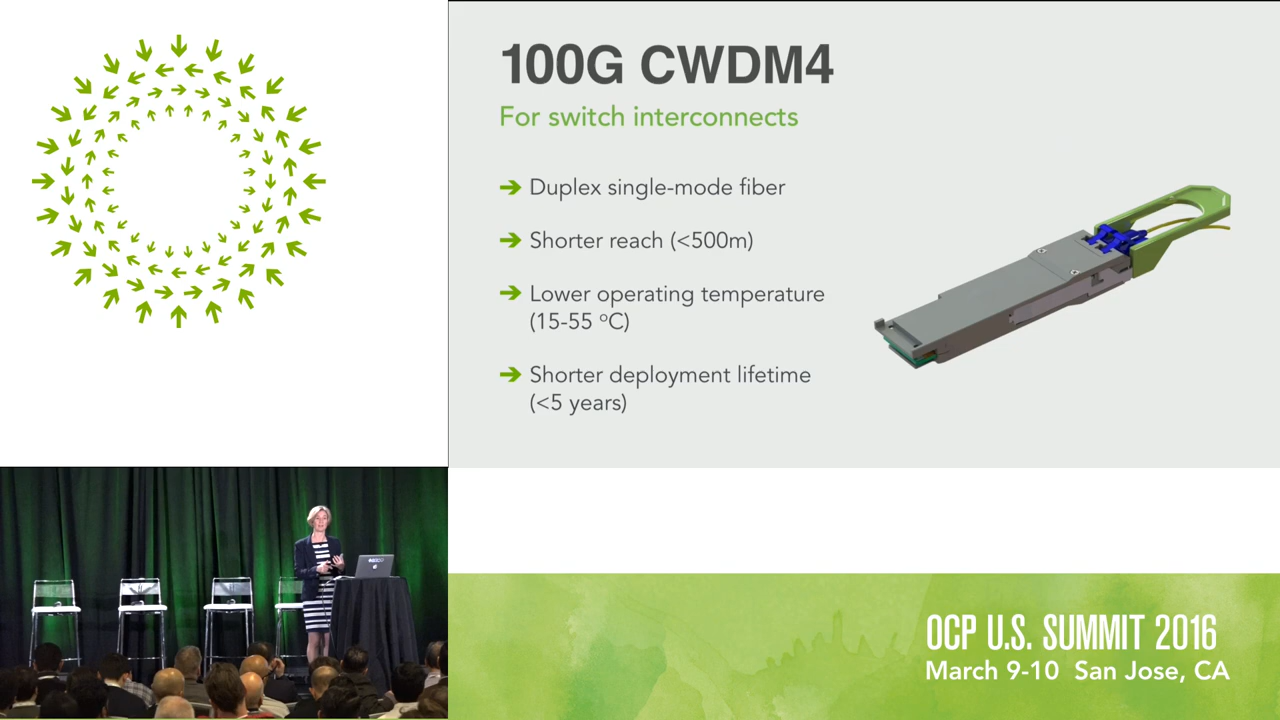 100G CWDM4
For switch interconnects
Duplex single-mode fiber
Shorter reach (<500m)
Lower operating temperature
(15-55 ºC)
Shorter deployment lifetime
(<5 years)
OCP U.S. SUMMIT 2016
March 9-10 San Jose, CA